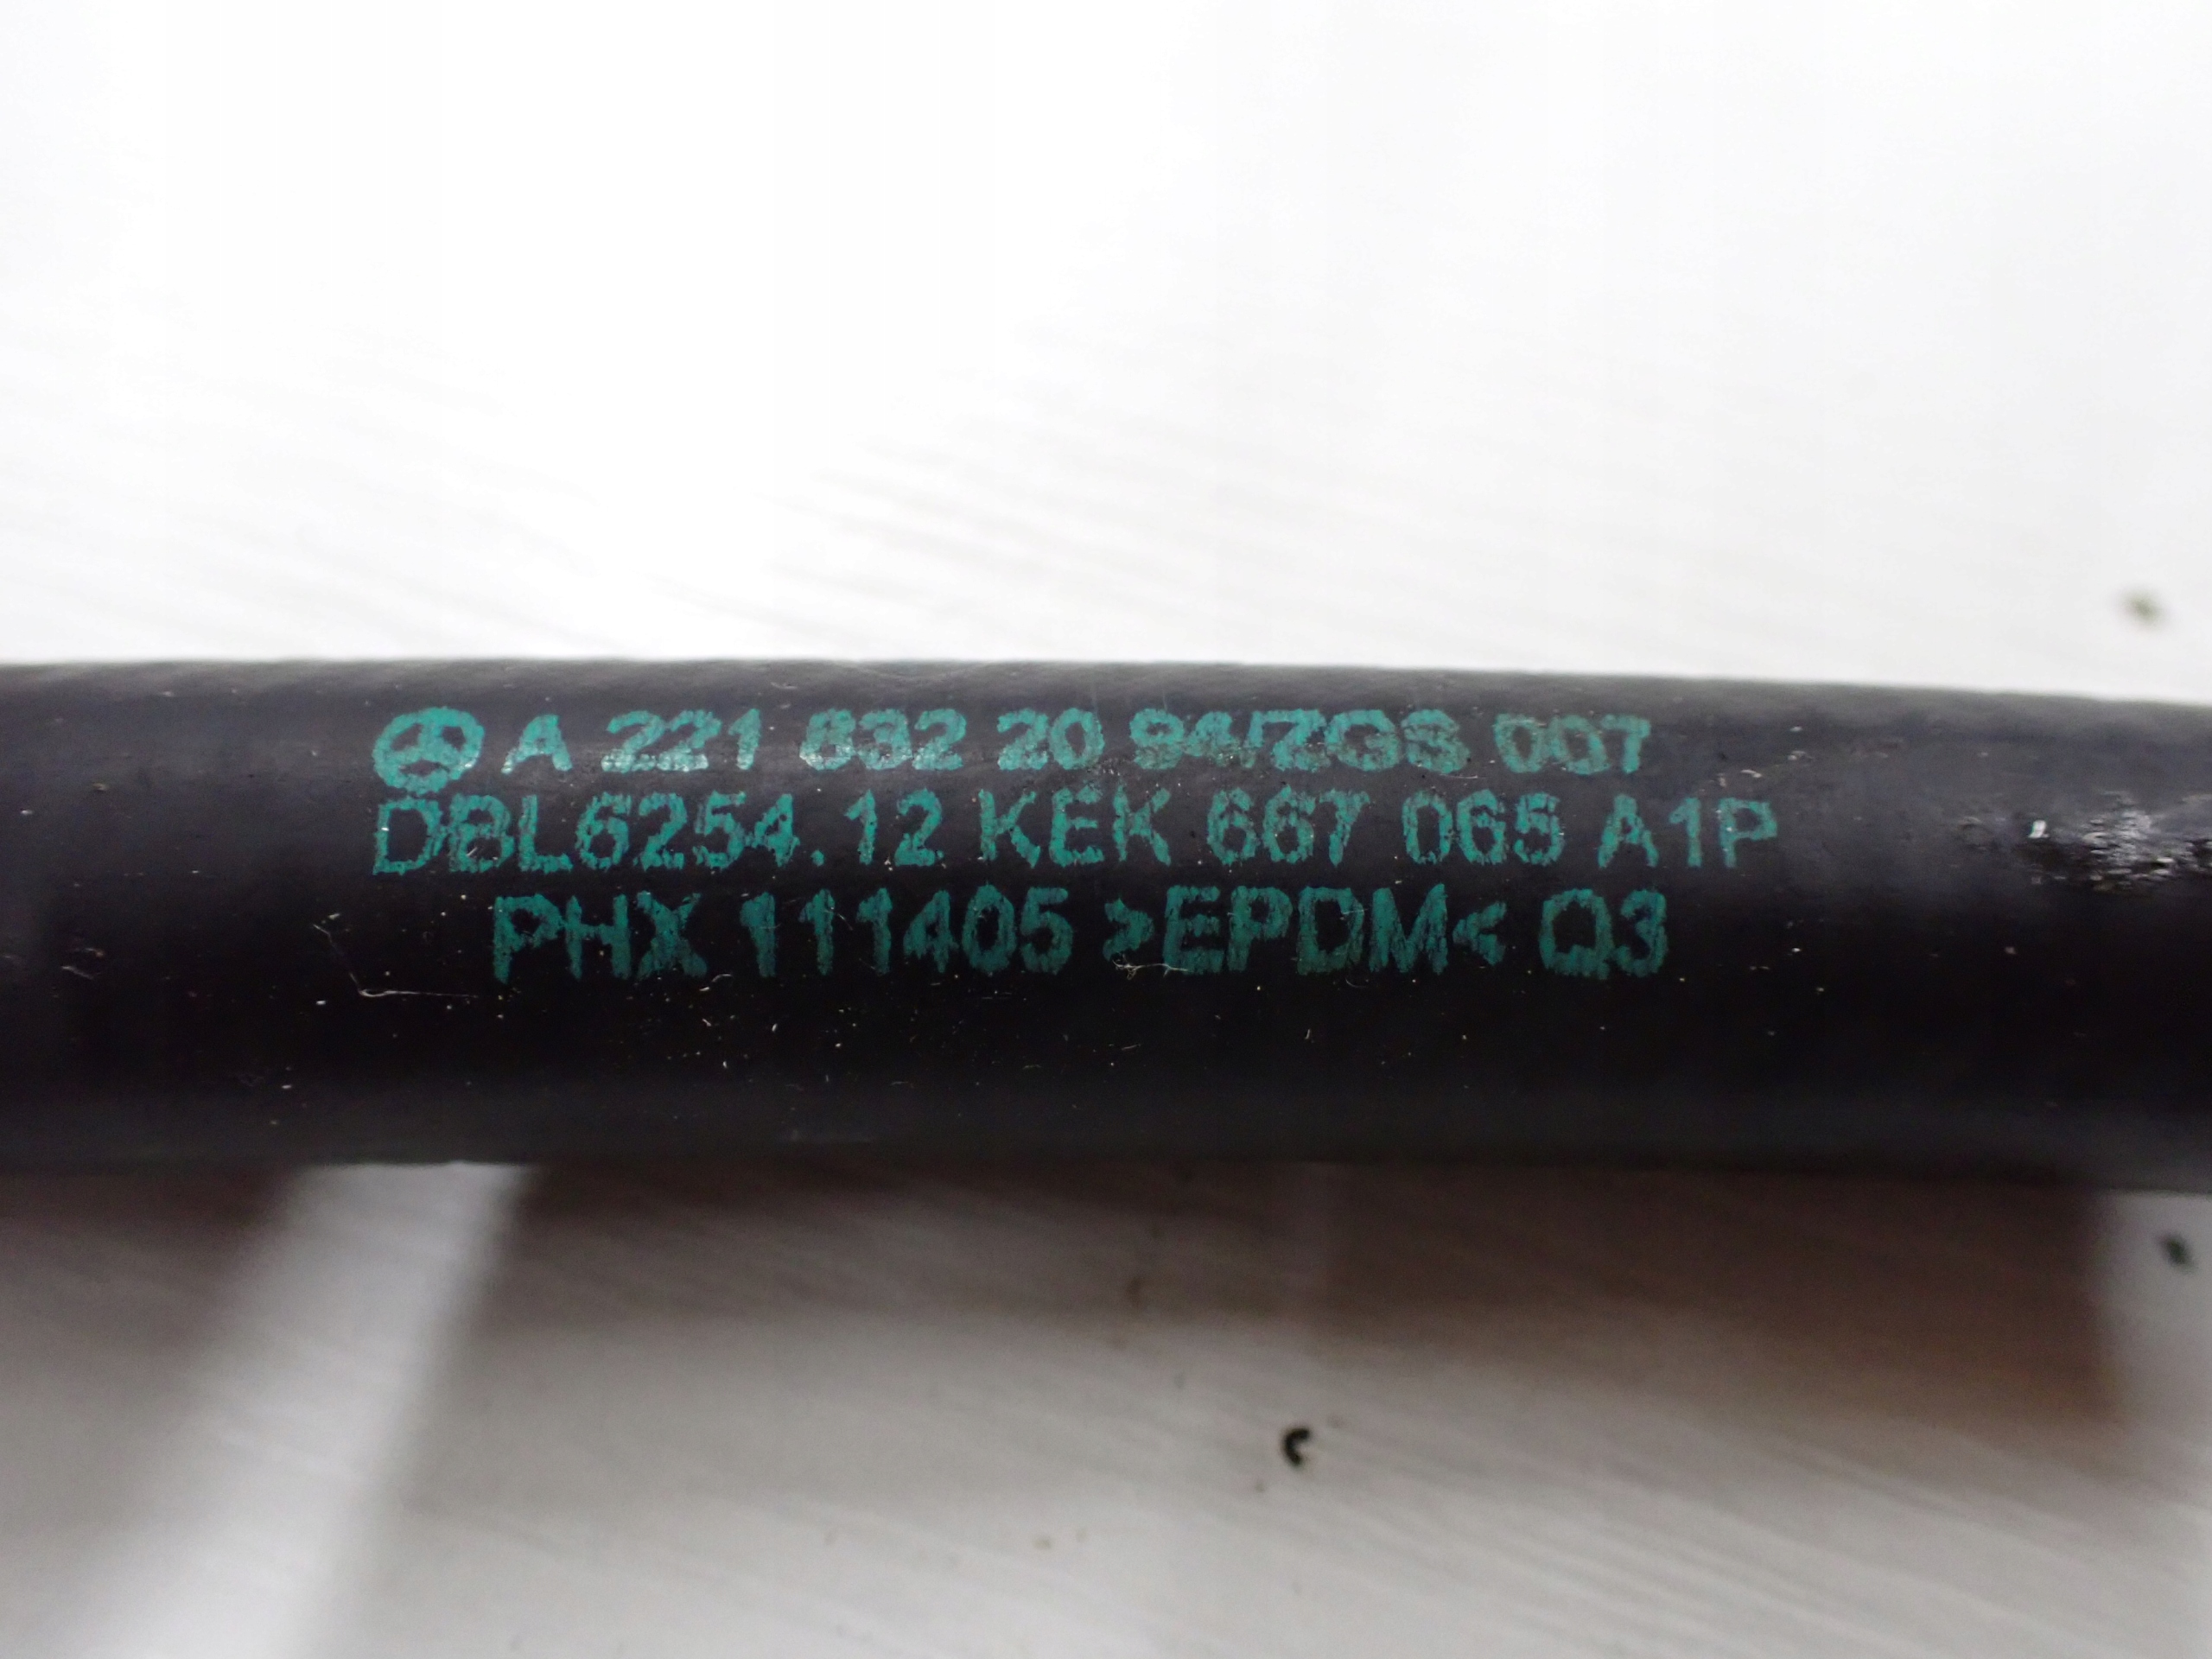 A 221 832 20 94/ZGS 007
DBL6254.12 KEK 667 065 A1P
PHX 111405 >EPDM< Q3